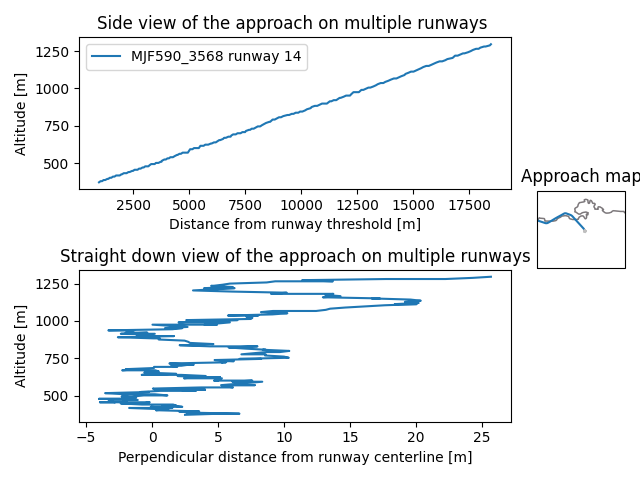 Side view of the approach on multiple runways
MJF590_3568 runway 14
Altitude [m]
1250
1000
750
500
2500
5000
7500
10000
12500
15000
17500
Distance from runway threshold [m]
Approach map
Straight down view of the approach on multiple runways
Altitude [m]
1250
1000
750
500
−5
0
5
10
15
20
25
Perpendicular distance from runway centerline [m]